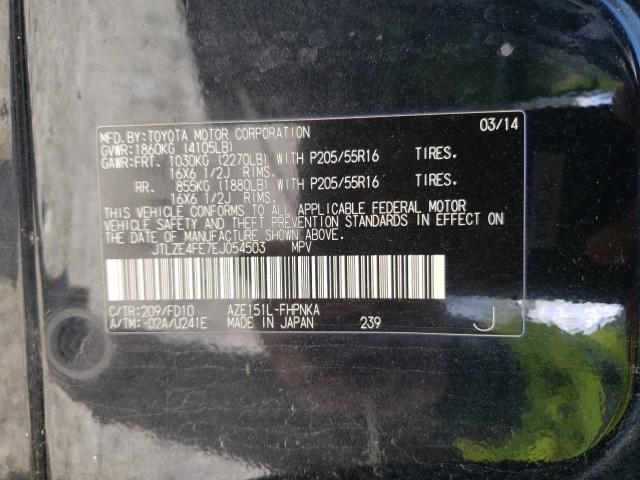 MFD.BY:TOYOTA MOTOR CORPORATION 03/14
GVWR:1860KG (4105LB)
GAWR:FRT. 1030KG (2270LB) WITH P205/55R16 TIRES.
16X6 1/2J RIMS.
RR. 855KG (1880LB) WITH P205/55R16 TIRES.
16X6 1/2J RIMS.
THIS VEHICLE CONFORMS TO ALL APPLICABLE FEDERAL MOTOR
VEHICLE SAFETY AND THEFT PREVENTION STANDARDS IN EFFECT ON
THE DATE OF MANUFACTURE SHOWN ABOVE.
JTLZE4FE7EJ054503 MPV
C/TR:209/FD10 AZE151L-FHPNKA
A/TM:-02A/U241E MADE IN JAPAN 239 J